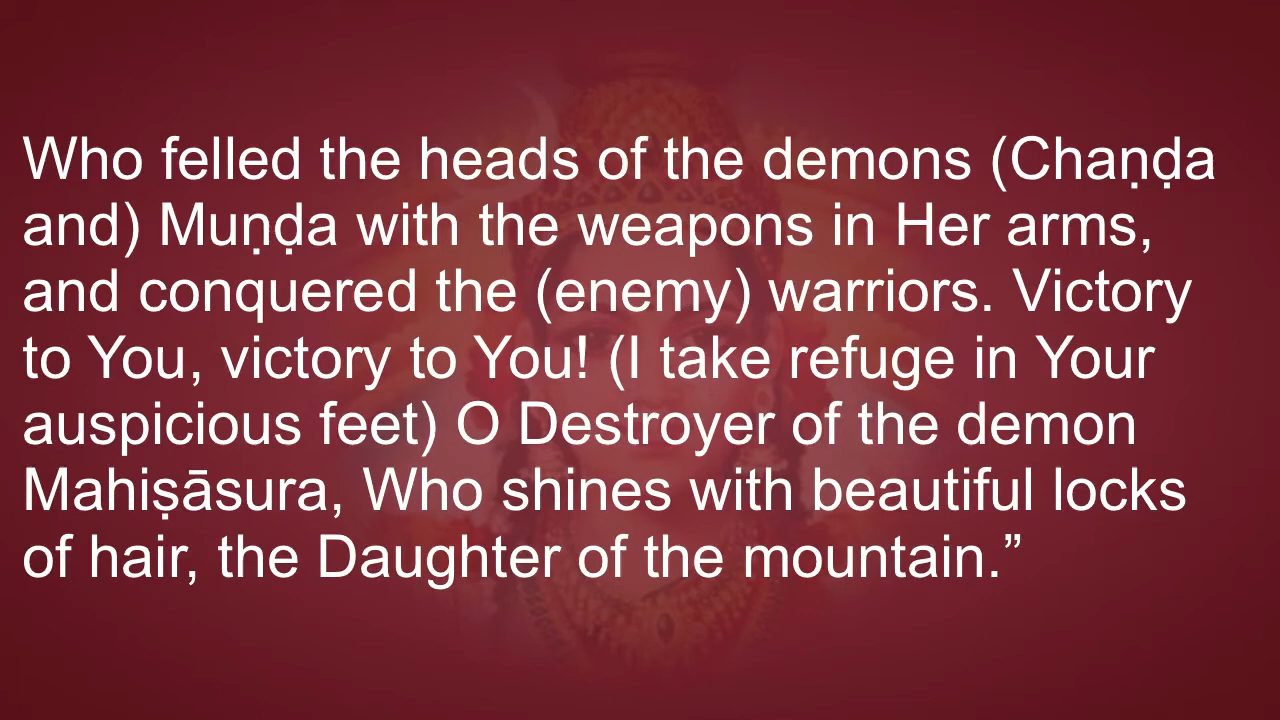 Who felled the heads of the demons (Chaṇḍa
and) Muṇḍa with the weapons in Her arms,
and conquered the (enemy) warriors. Victory
to You, victory to You! (I take refuge in Your
auspicious feet) O Destroyer of the demon
Mahiṣāsura, Who shines with beautiful locks
of hair, the Daughter of the mountain.”